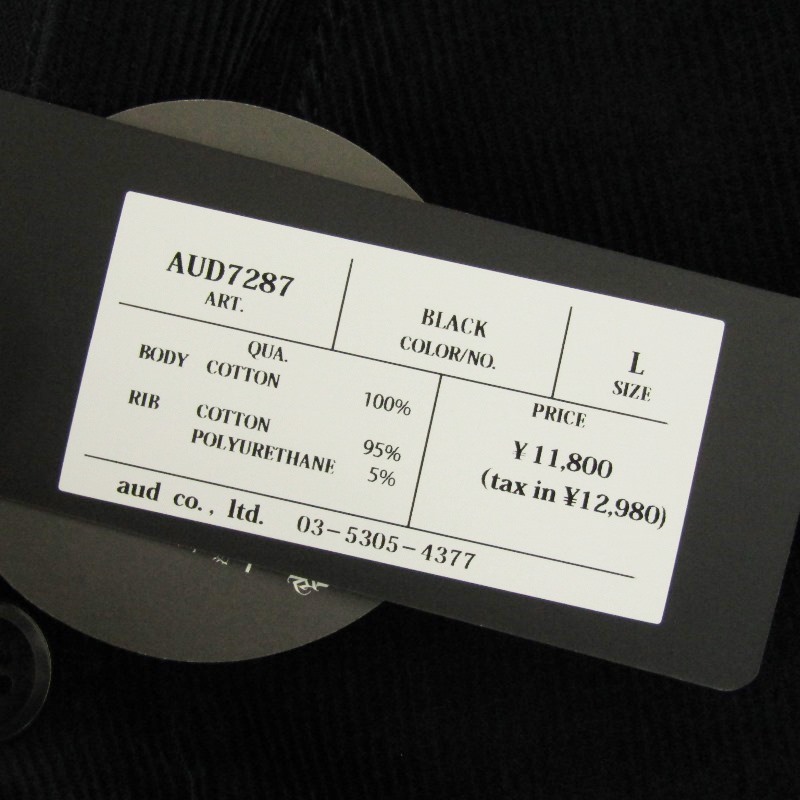 AUD7287
ART.
BLACK
COLOR/NO.
L
SIZE
QUA.
BODY COTTON 100%
RIB COTTON 95%
POLYURETHANE 5%
PRICE
¥11,800
(tax in ¥12,980)
aud co., ltd. 03-5305-4377